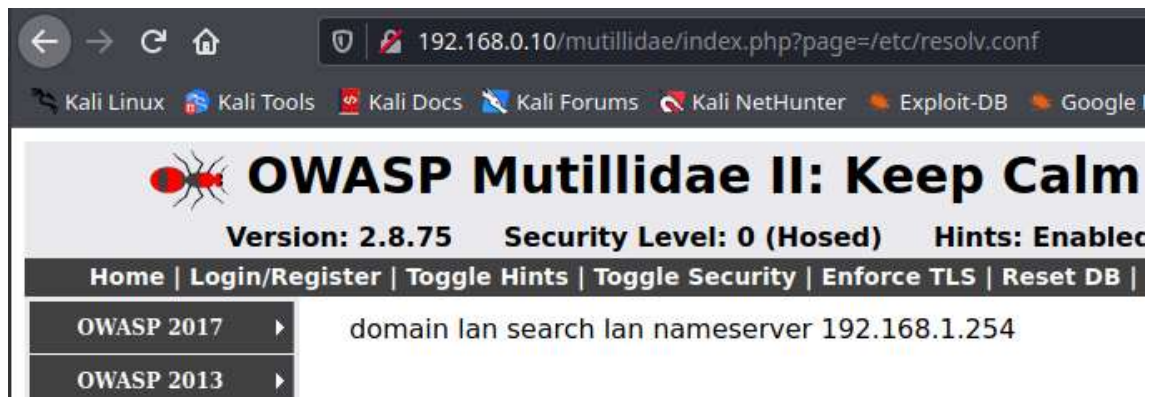 192.168.0.10/mutillidae/index.php?page=/etc/resolv.conf
Kali Linux Kali Tools Kali Docs Kali Forums Kali NetHunter Exploit-DB Google
OWASP Mutillidae II: Keep Calm
Version: 2.8.75 Security Level: 0 (Hosed) Hints: Enabled
Home | Login/Register | Toggle Hints | Toggle Security | Enforce TLS | Reset DB |
OWASP 2017 domain lan search lan nameserver 192.168.1.254
OWASP 2013